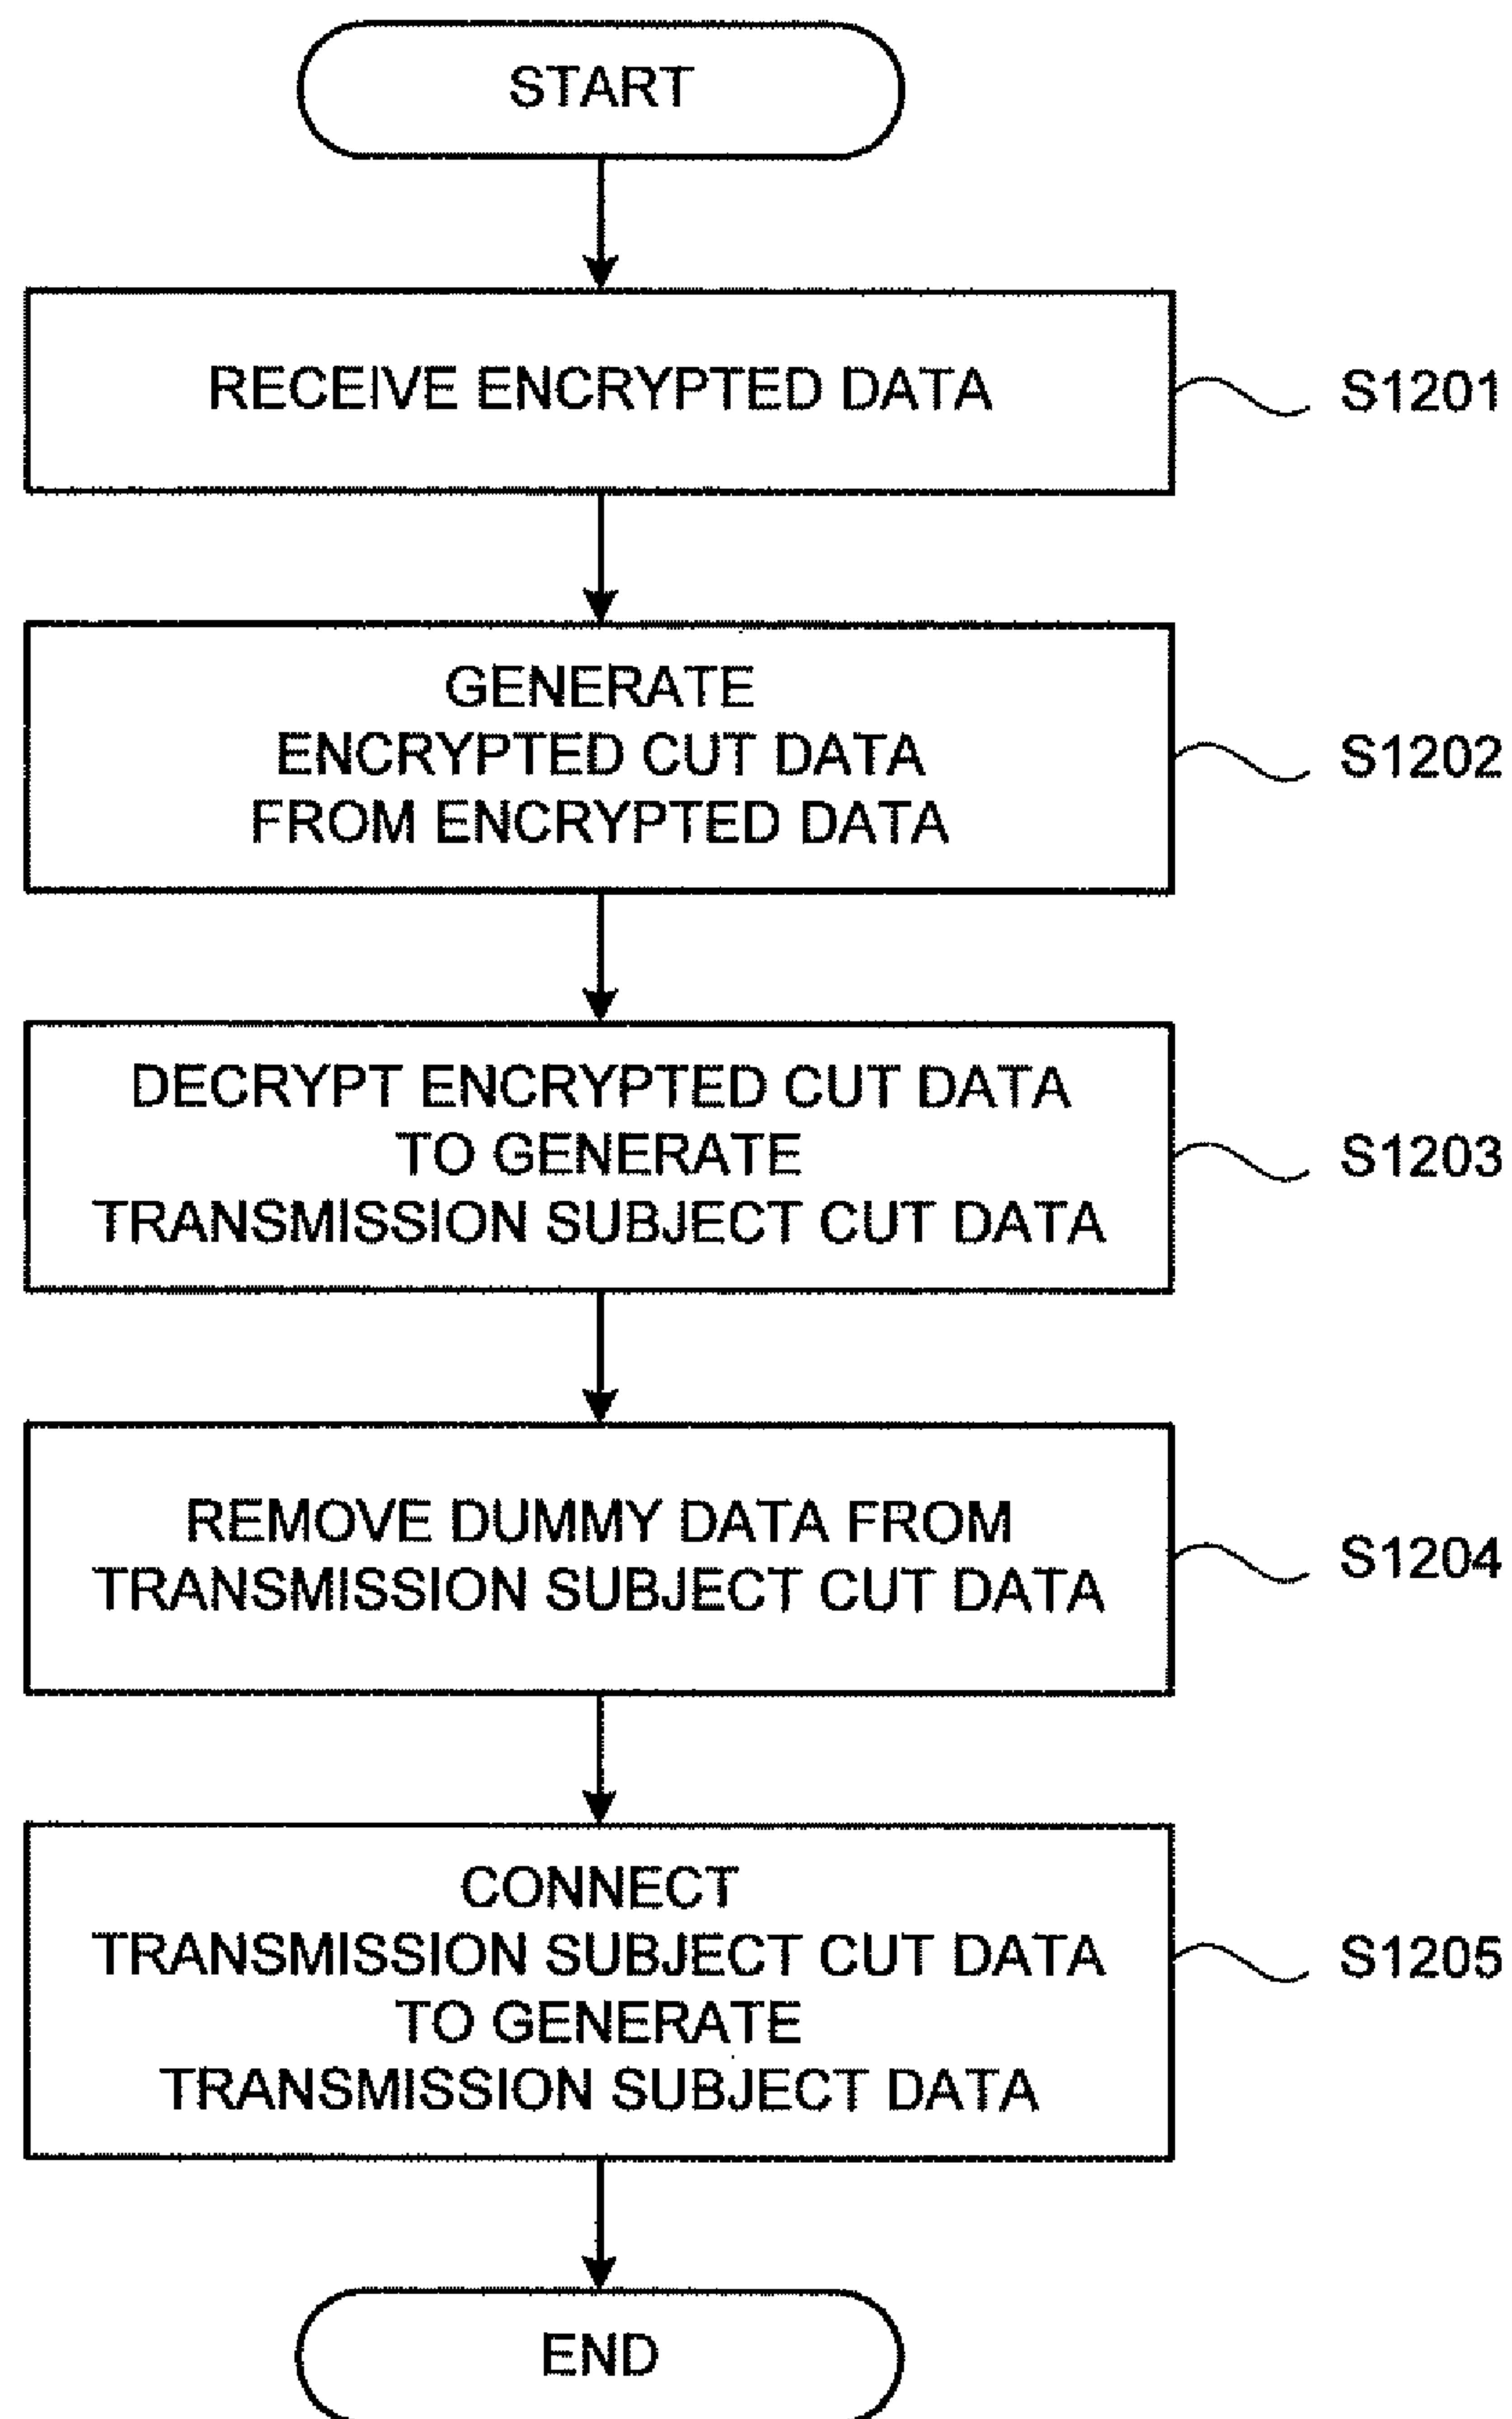 START
RECEIVE ENCRYPTED DATA
S1201
GENERATE
ENCRYPTED CUT DATA
FROM ENCRYPTED DATA
S1202
DECRYPT ENCRYPTED CUT DATA
TO GENERATE
TRANSMISSION SUBJECT CUT DATA
S1203
REMOVE DUMMY DATA FROM
TRANSMISSION SUBJECT CUT DATA
S1204
CONNECT
TRANSMISSION SUBJECT CUT DATA
TO GENERATE
TRANSMISSION SUBJECT DATA
S1205
END